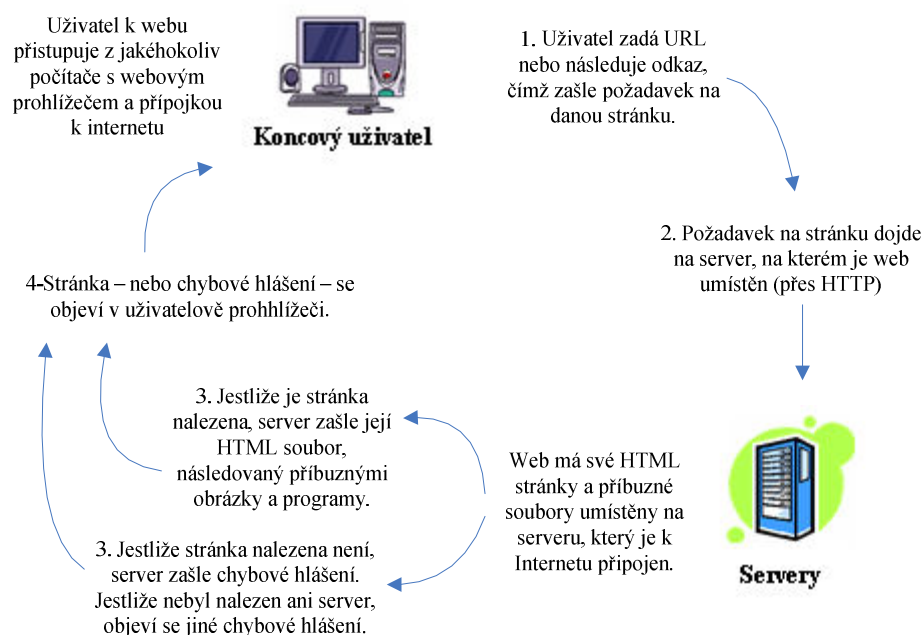 Uživatel k webu
přistupuje z jakéhokoliv
počítače s webovým
prohlížečem a přípojkou
k internetu
Koncový uživatel
1. Uživatel zadá URL
nebo následuje odkaz,
čímž zašle požadavek na
danou stránku.
2. Požadavek na stránku dojde
na server, na kterém je web
umístěn (přes HTTP)
Servery
Web má své HTML
stránky a příbuzné
soubory umístěny na
serveru, který je k
Internetu připojen.
3. Jestliže je stránka
nalezena, server zašle její
HTML soubor,
následovaný příbuznými
obrázky a programy.
3. Jestliže stránka nalezena není,
server zašle chybové hlášení.
Jestliže nebyl nalezen ani server,
objeví se jiné chybové hlášení.
4-Stránka – nebo chybové hlášení – se
objeví v uživatelově prohhlížeči.